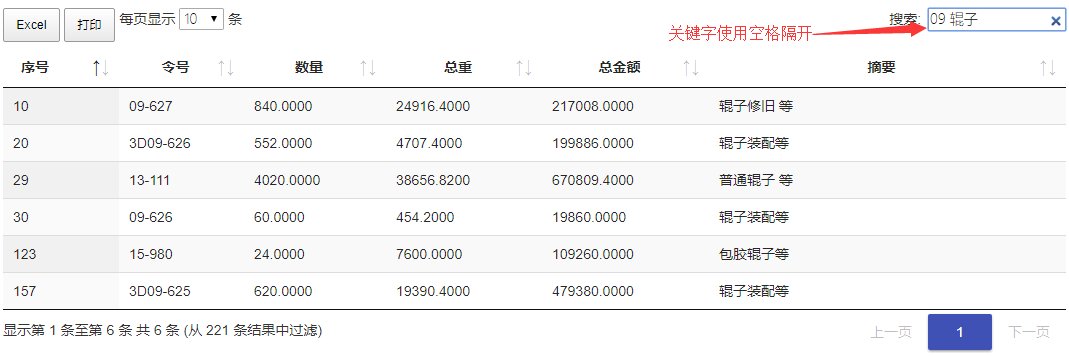 Excel 打印 每页显示 10 条 搜索: 09 辊子
关键字使用空格隔开
序号 令号 数量 总重 总金额 摘要
10 09-627 840.0000 24916.4000 217008.0000 辊子修旧 等
20 3D09-626 552.0000 4707.4000 199886.0000 辊子装配等
29 13-111 4020.0000 38656.8200 670809.4000 普通辊子 等
30 09-626 60.0000 454.2000 19860.0000 辊子装配等
123 15-980 24.0000 7600.0000 109260.0000 包胶辊子等
157 3D09-625 620.0000 19390.4000 479380.0000 辊子装配等
显示第 1 条至第 6 条 共 6 条 (从 221 条结果中过滤) 上一页 1 下一页